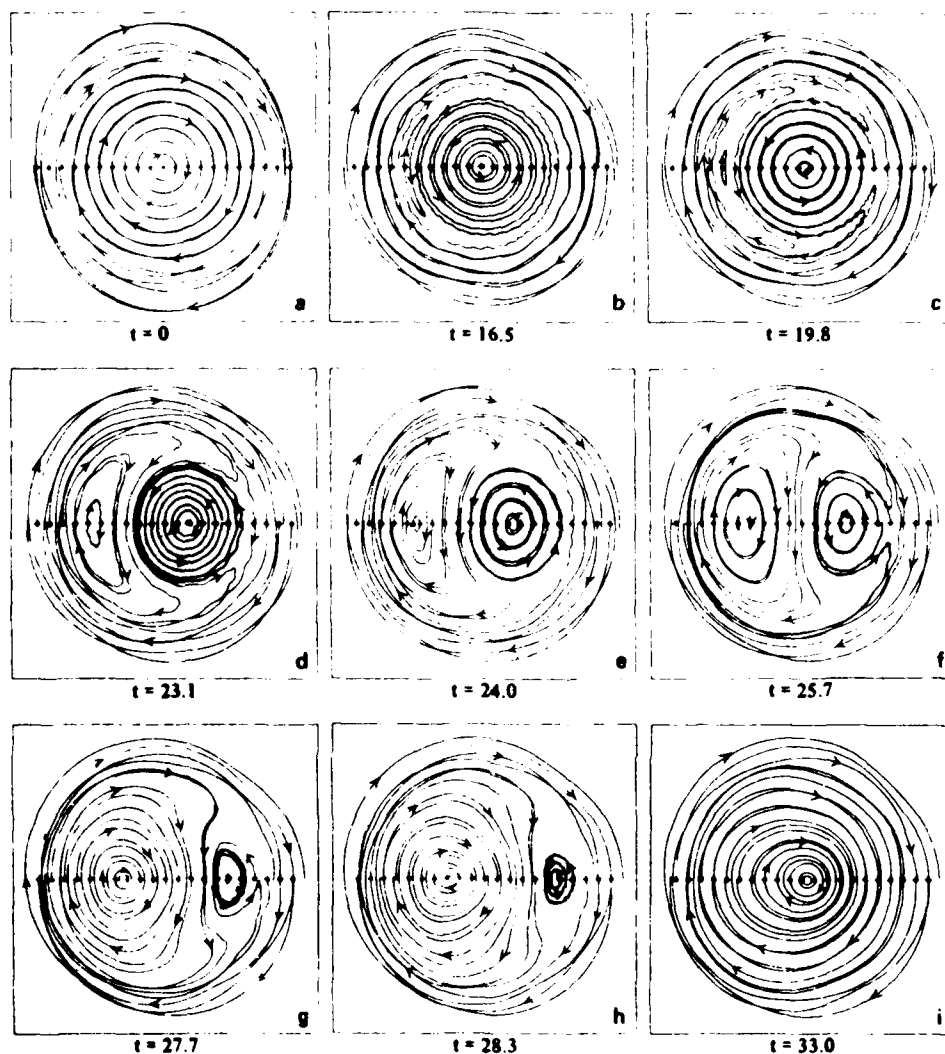 a b c
t = 0 t = 16.5 t = 19.8
d e f
t = 23.1 t = 24.0 t = 25.7
g h i
t = 27.7 t = 28.3 t = 33.0